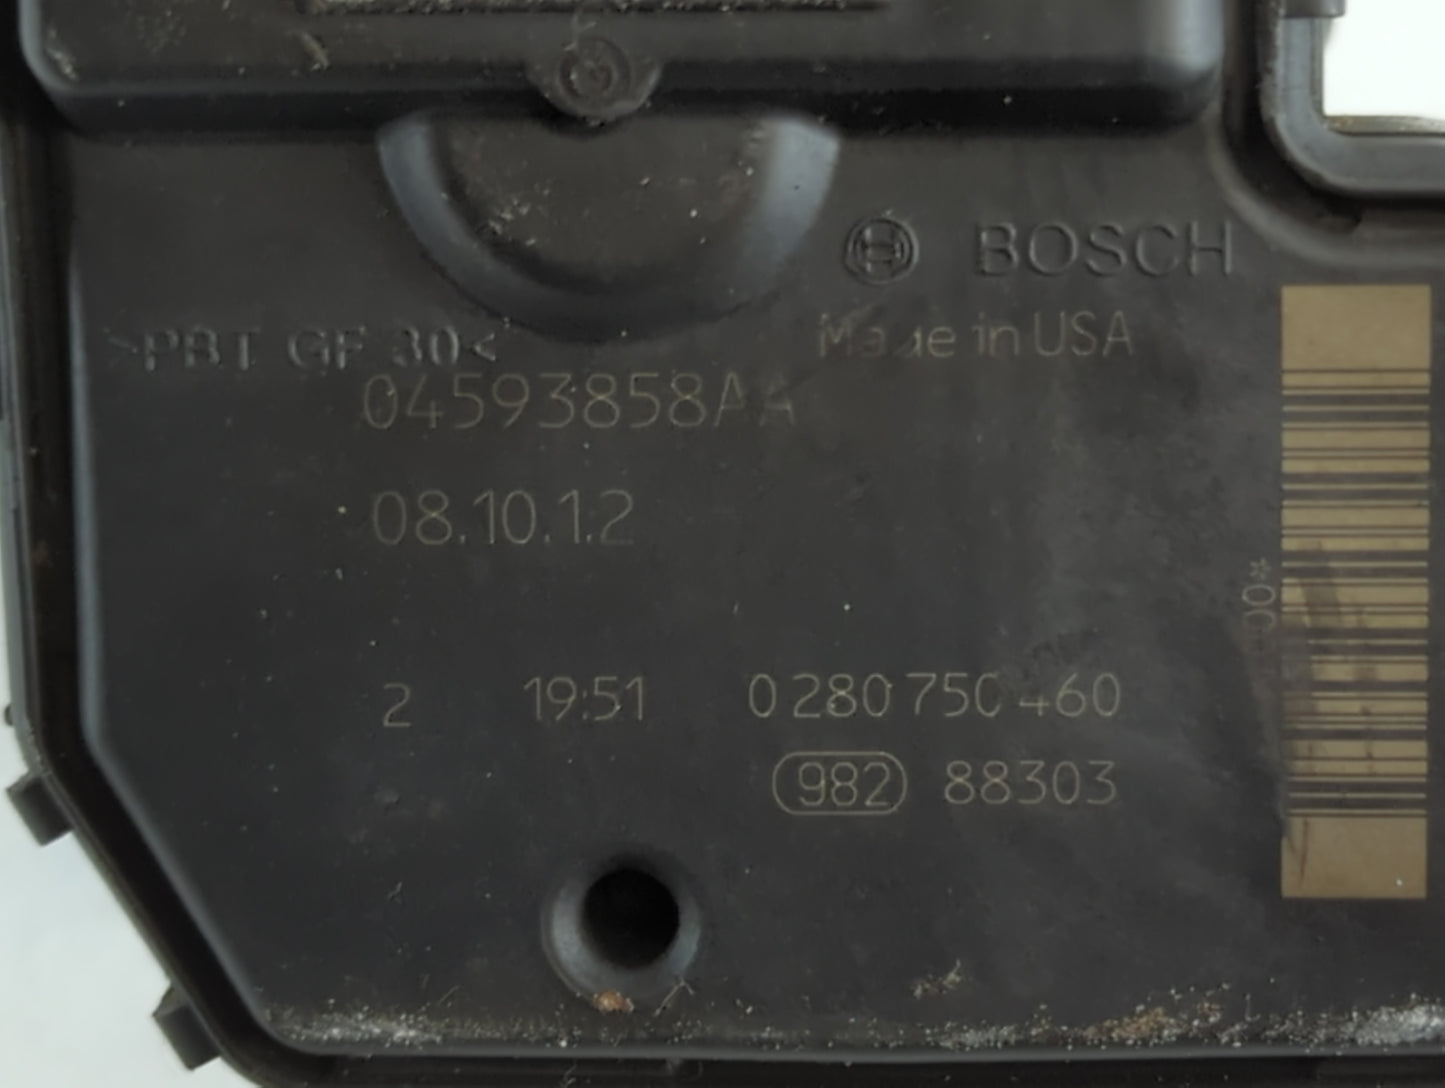 BOSCH
Made in USA
>PBT GF 30<
04593858AA
08.10.1.2
2 19:51 0 280 750 460
982 88303